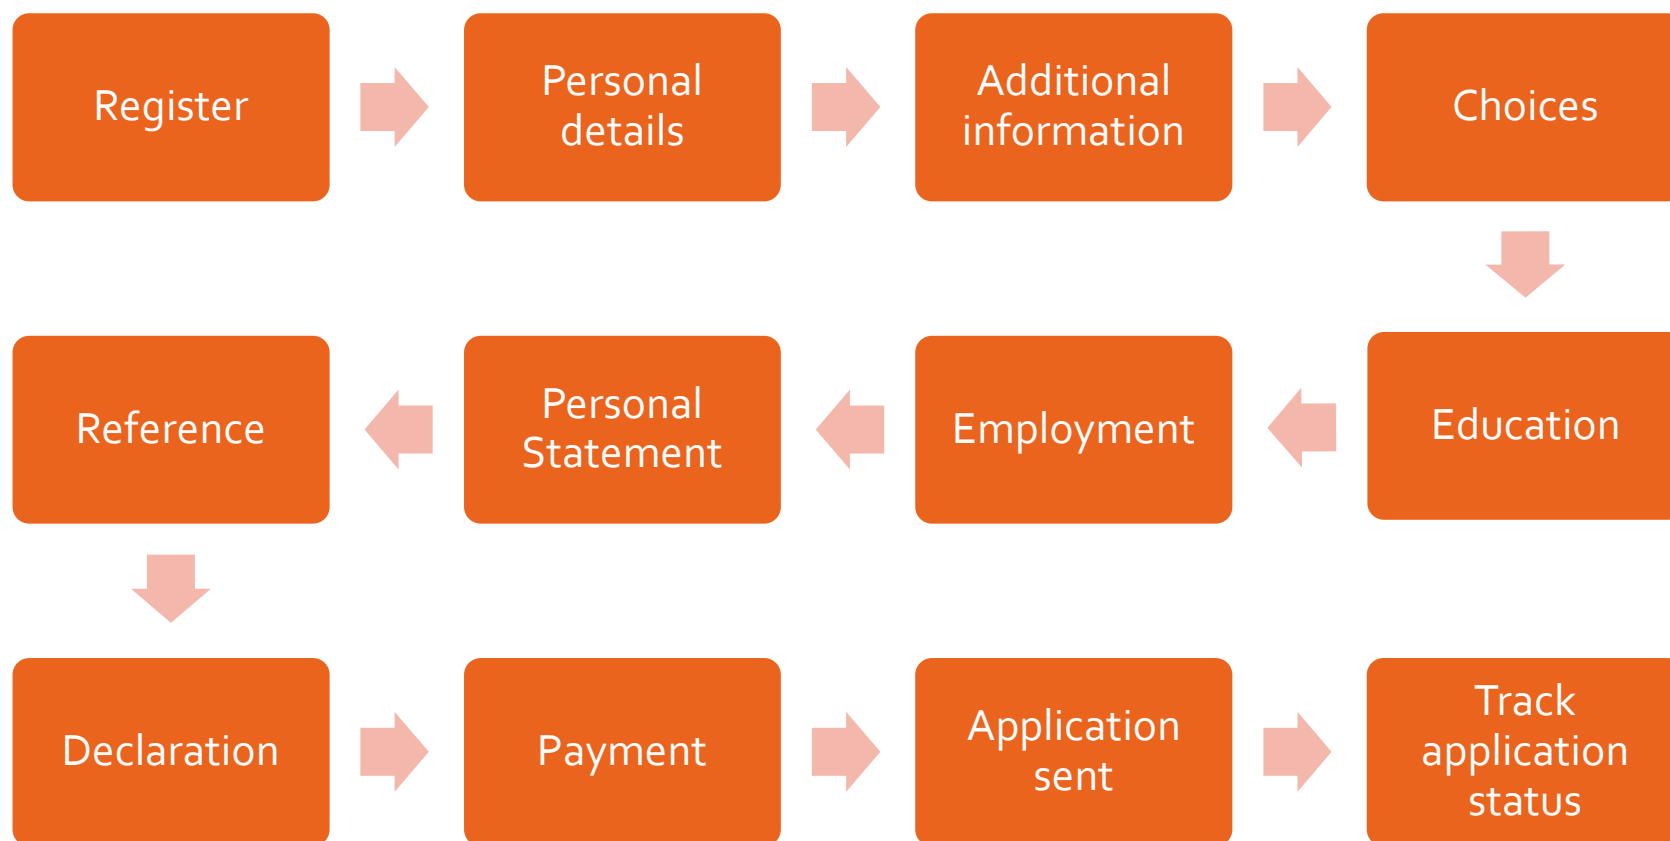 Register
Personal
details
Additional
information
Choices
Education
Employment
Personal
Statement
Reference
Declaration
Payment
Application
sent
Track
application
status